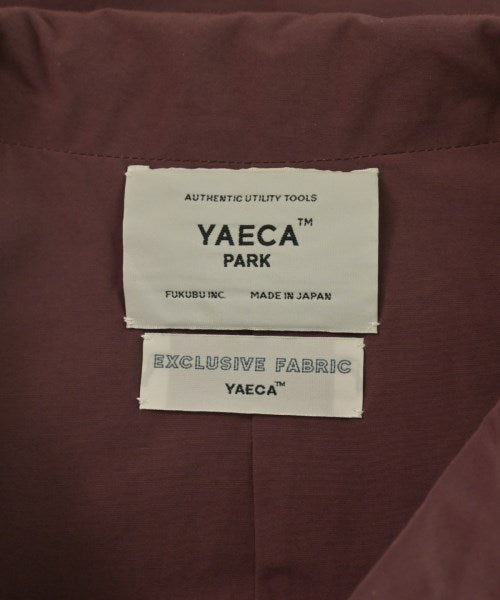 AUTHENTIC UTILITY TOOLS
YAECA™
PARK
FUKUBU INC. MADE IN JAPAN
EXCLUSIVE FABRIC
YAECA™